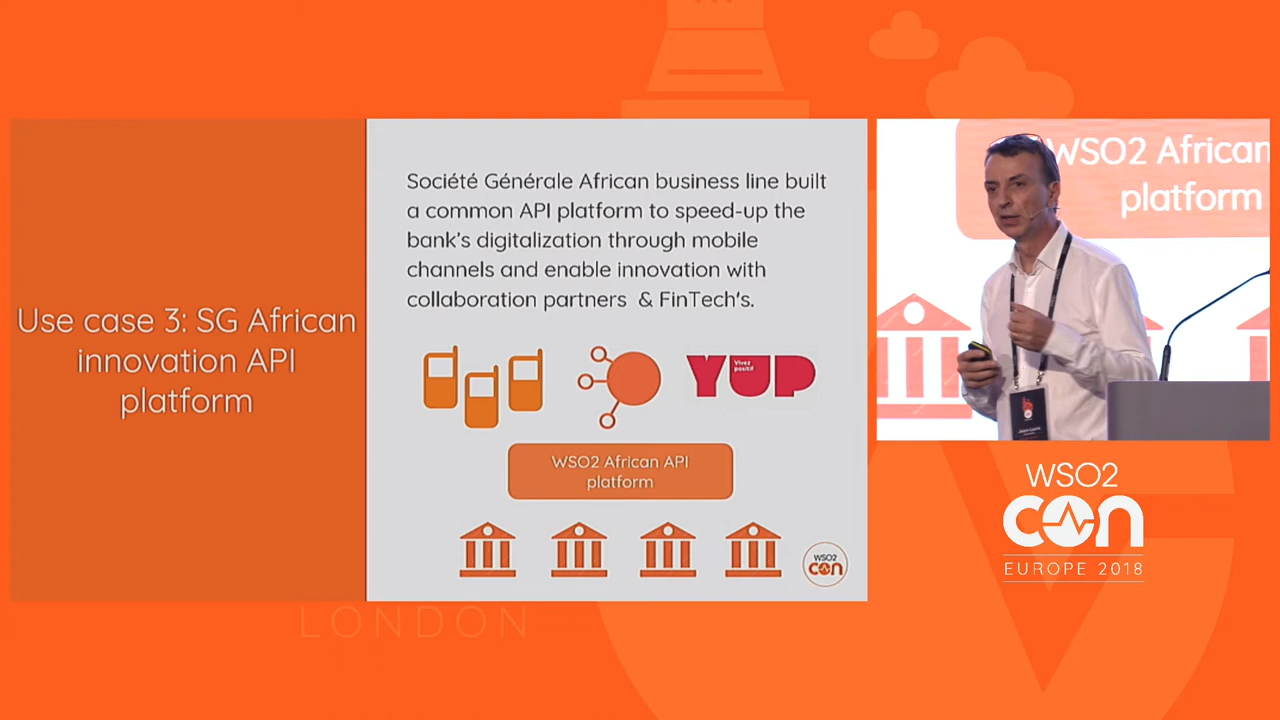 Use case 3: SG African
innovation API
platform
Société Générale African business line built
a common API platform to speed-up the
bank's digitalization through mobile
channels and enable innovation with
collaboration partners & FinTech's.
YUP
Vivez
positif
WSO2 African API
platform
WSO2
con
WSO2 African
platform
WSO2
con
EUROPE 2018
LONDON